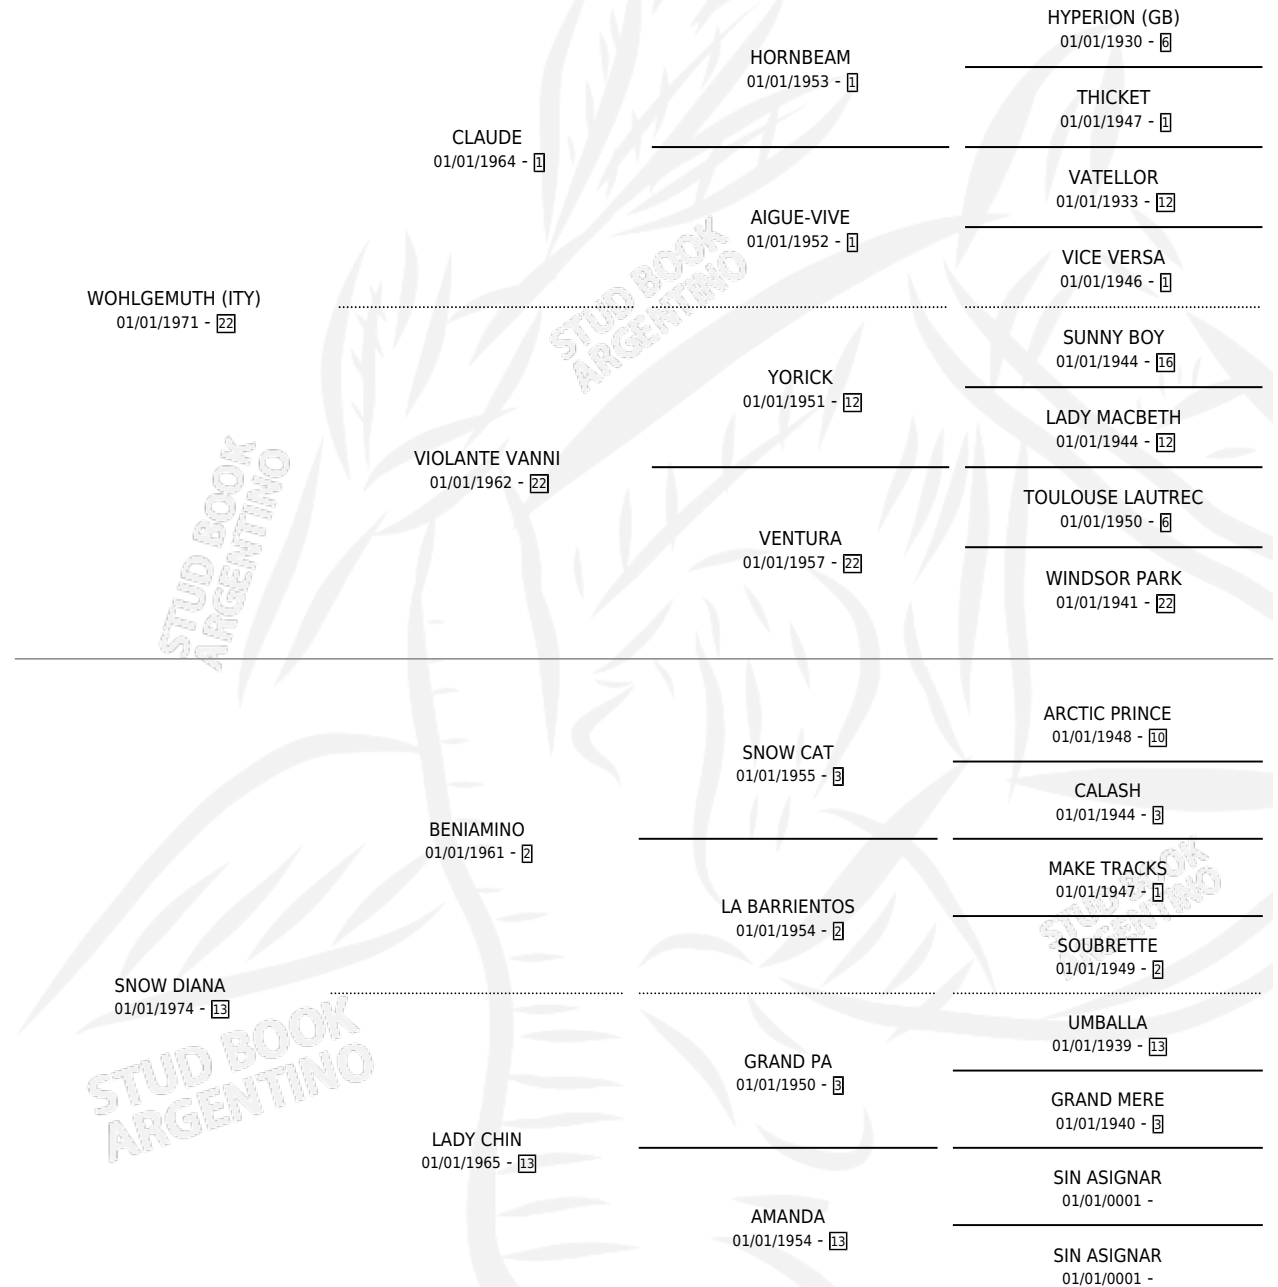 HYPERION (GB)
01/01/1930 - 6
HORNBEAM
01/01/1953 - 1
THICKET
01/01/1947 - 1
CLAUDE
01/01/1964 - 1
VATELLOR
01/01/1933 - 12
AIGUE-VIVE
01/01/1952 - 1
VICE VERSA
01/01/1946 - 1
WOHLGEMUTH (ITY)
01/01/1971 - 22
SUNNY BOY
01/01/1944 - 16
YORICK
01/01/1951 - 12
LADY MACBETH
01/01/1944 - 12
VIOLANTE VANNI
01/01/1962 - 22
TOULOUSE LAUTREC
01/01/1950 - 6
VENTURA
01/01/1957 - 22
WINDSOR PARK
01/01/1941 - 22
ARCTIC PRINCE
01/01/1948 - 10
SNOW CAT
01/01/1955 - 3
CALASH
01/01/1944 - 3
BENIAMINO
01/01/1961 - 2
MAKE TRACKS
01/01/1947 - 1
LA BARRIENTOS
01/01/1954 - 2
SOUBRETTE
01/01/1949 - 2
SNOW DIANA
01/01/1974 - 13
UMBALLA
01/01/1939 - 13
GRAND PA
01/01/1950 - 3
GRAND MERE
01/01/1940 - 3
LADY CHIN
01/01/1965 - 13
SIN ASIGNAR
01/01/0001 -
AMANDA
01/01/1954 - 13
SIN ASIGNAR
01/01/0001 -
STUD BOOK
ARGENTINO
STUD BOOK
ARGENTINO
STUD BOOK
ARGENTINO
STUD BOOK
ARGENTINO